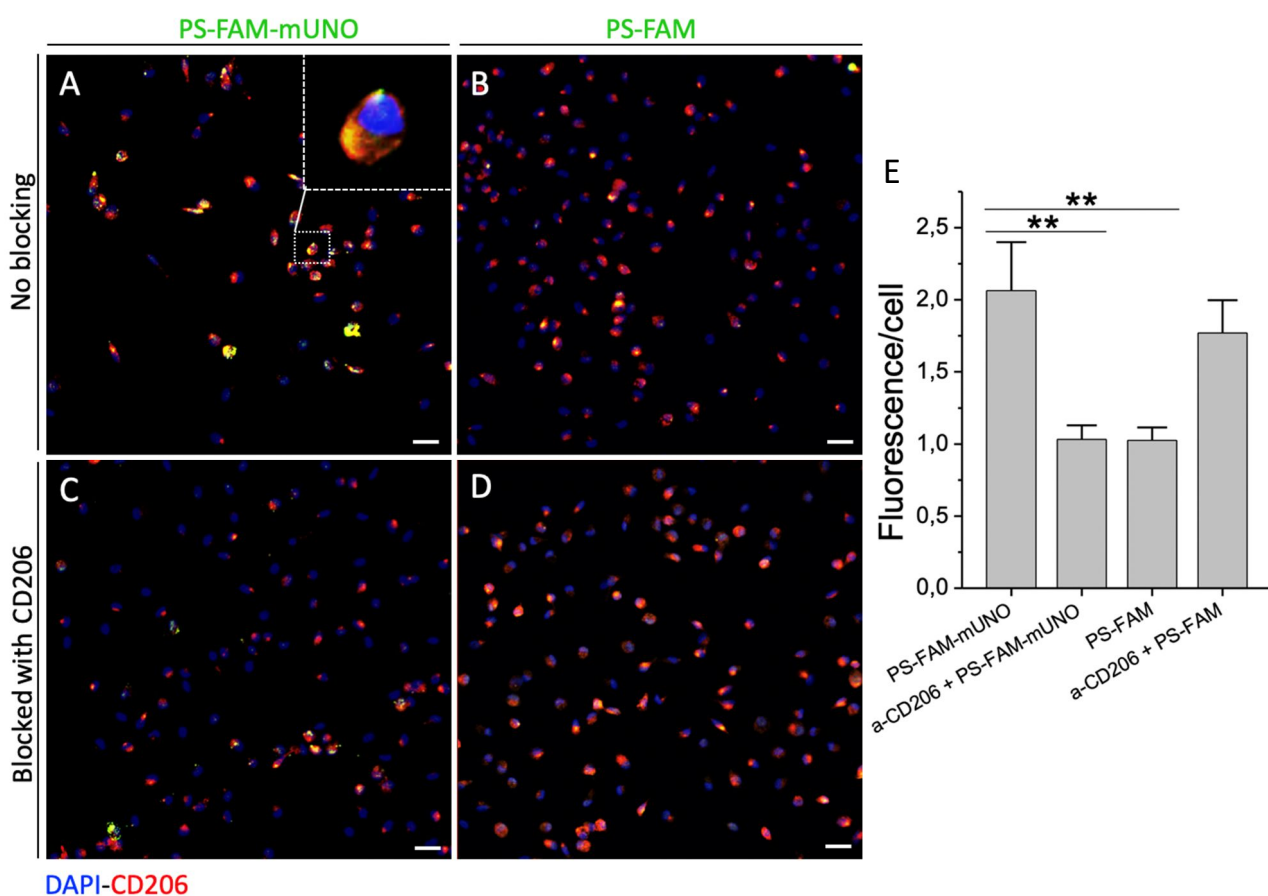 PS-FAM-mUNO
PS-FAM
No blocking
A
B
Blocked with CD206
C
D
DAPI-CD206
E
Fluorescence/cell
**
**
2,5
2,0
1,5
1,0
0,5
0,0
PS-FAM-mUNO
a-CD206 + PS-FAM-mUNO
PS-FAM
a-CD206 + PS-FAM